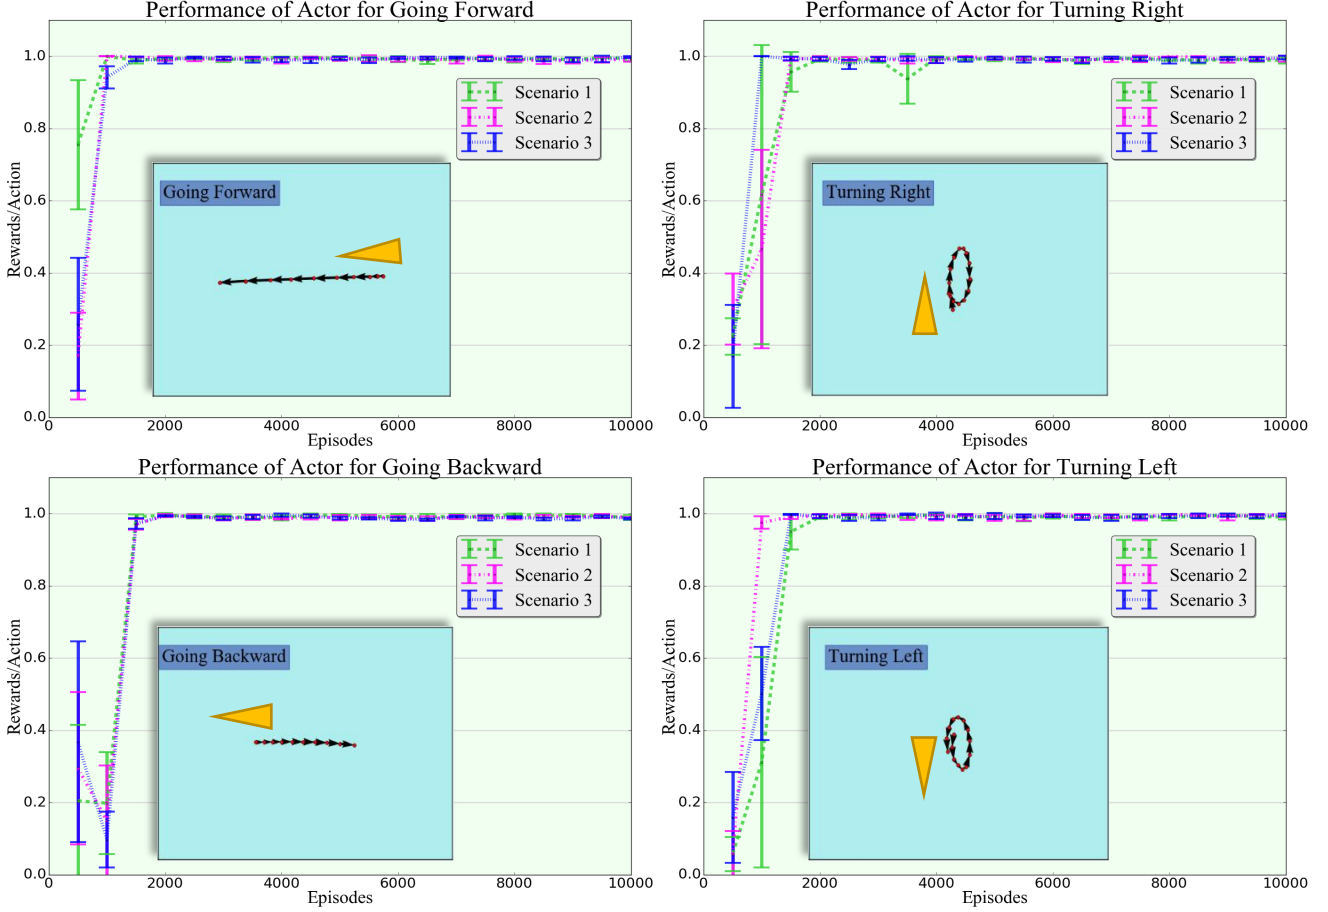 Performance of Actor for Going Forward
1.0
0.8
0.6
0.4
0.2
0.0
Rewards/Action
Scenario 1
Scenario 2
Scenario 3
Going Forward
0 2000 4000 6000 8000 10000
Episodes
Performance of Actor for Turning Right
1.0
0.8
0.6
0.4
0.2
0.0
Rewards/Action
Scenario 1
Scenario 2
Scenario 3
Turning Right
0 2000 4000 6000 8000 10000
Episodes
Performance of Actor for Going Backward
1.0
0.8
0.6
0.4
0.2
0.0
Rewards/Action
Scenario 1
Scenario 2
Scenario 3
Going Backward
0 2000 4000 6000 8000 10000
Episodes
Performance of Actor for Turning Left
1.0
0.8
0.6
0.4
0.2
0.0
Rewards/Action
Scenario 1
Scenario 2
Scenario 3
Turning Left
0 2000 4000 6000 8000 10000
Episodes